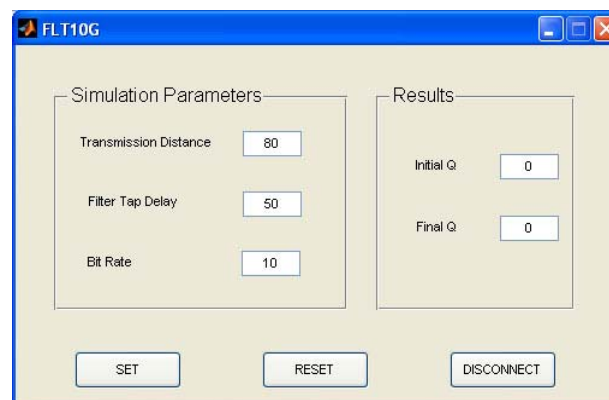 FLT10G
Simulation Parameters
Transmission Distance 80
Filter Tap Delay 50
Bit Rate 10
Results
Initial Q 0
Final Q 0
SET RESET DISCONNECT